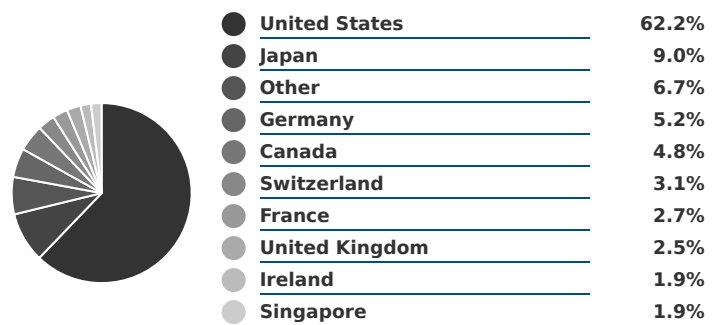 United States 62.2%
Japan 9.0%
Other 6.7%
Germany 5.2%
Canada 4.8%
Switzerland 3.1%
France 2.7%
United Kingdom 2.5%
Ireland 1.9%
Singapore 1.9%